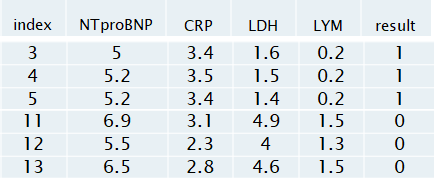 index NTproBNP CRP LDH LYM result
3 5 3.4 1.6 0.2 1
4 5.2 3.5 1.5 0.2 1
5 5.2 3.4 1.4 0.2 1
11 6.9 3.1 4.9 1.5 0
12 5.5 2.3 4 1.3 0
13 6.5 2.8 4.6 1.5 0